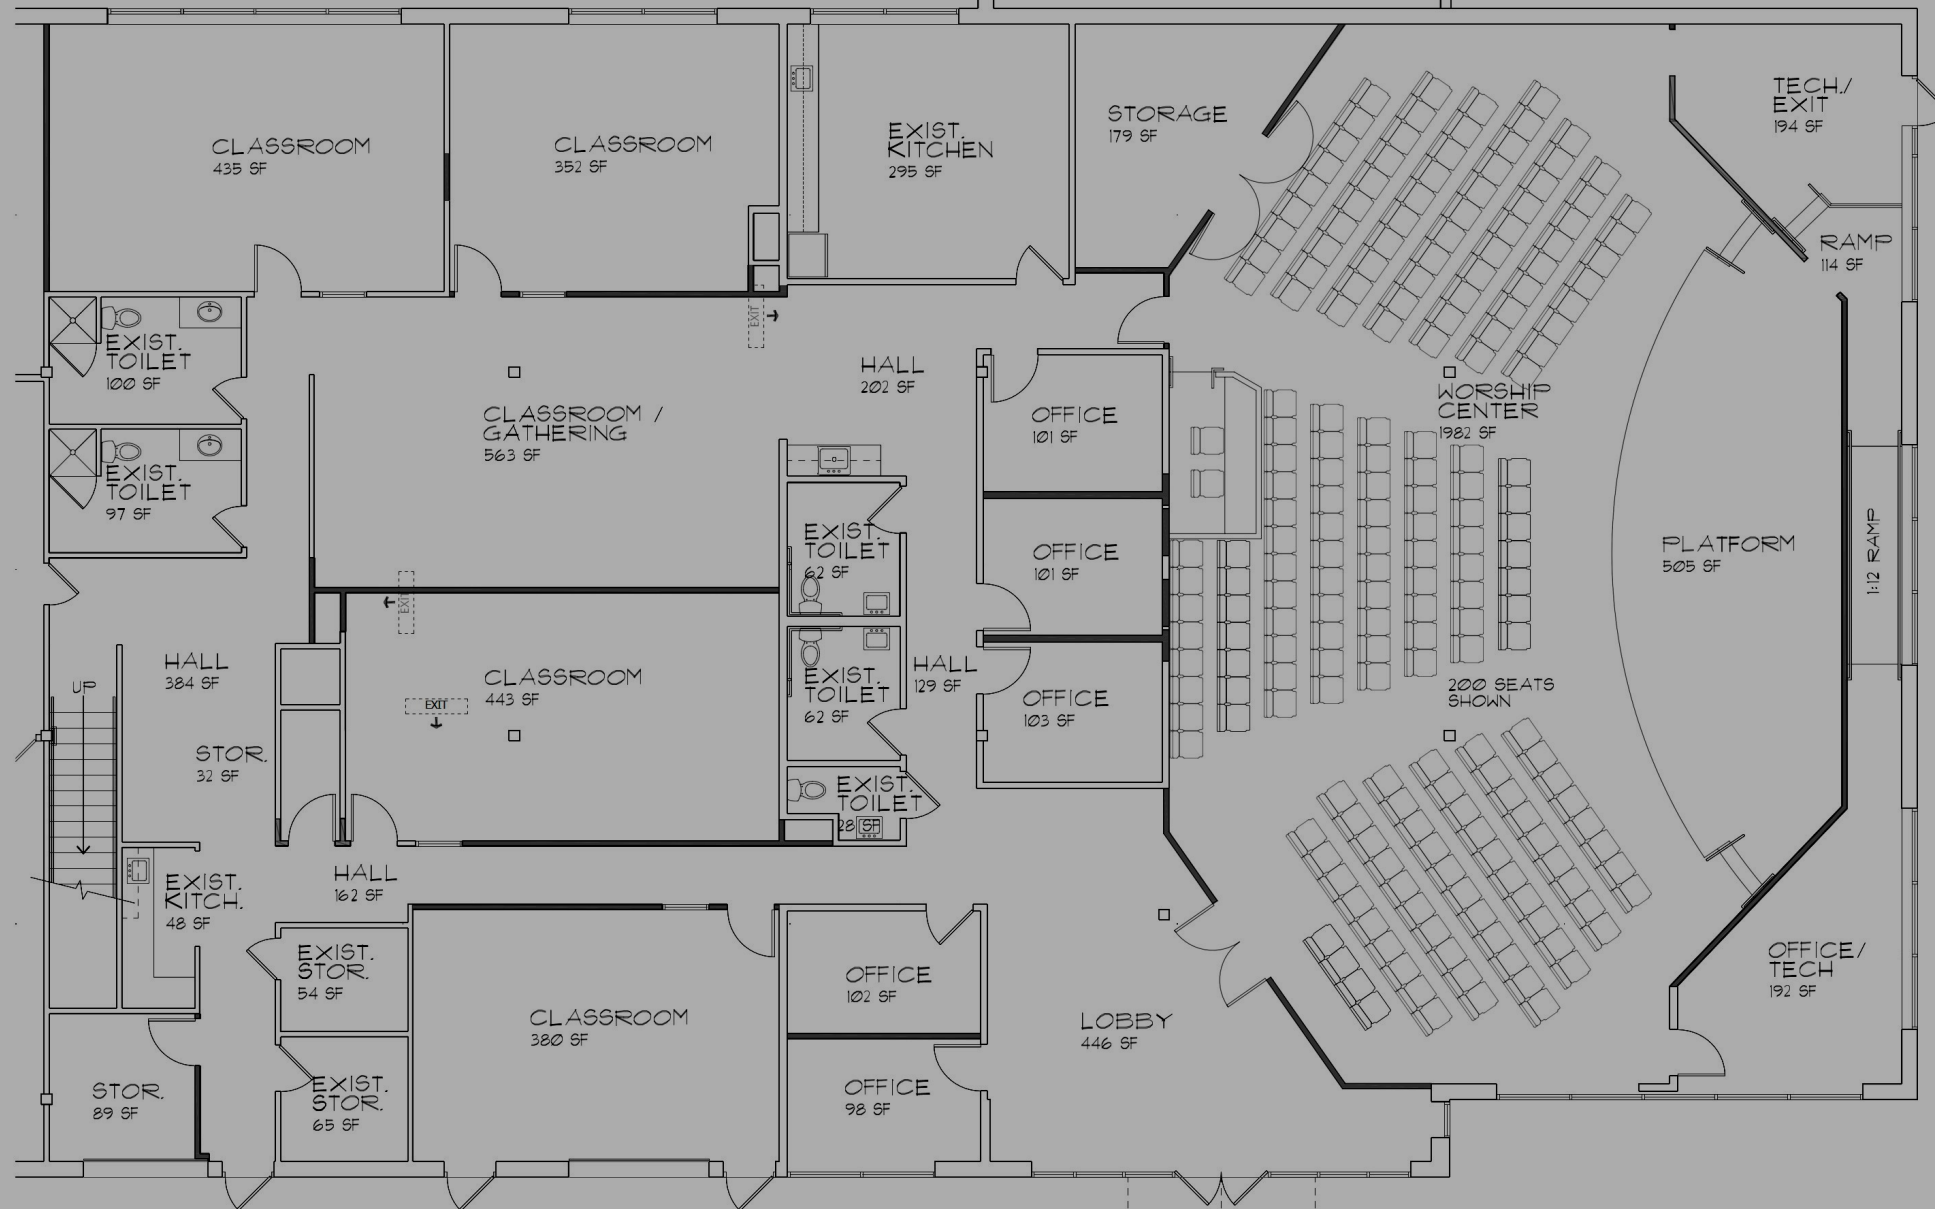 CLASSROOM
435 SF
CLASSROOM
352 SF
EXIST.
KITCHEN
295 SF
STORAGE
179 SF
TECH./
EXIT
194 SF
RAMP
114 SF
EXIST.
TOILET
100 SF
EXIT
HALL
202 SF
CLASSROOM /
GATHERING
563 SF
OFFICE
101 SF
WORSHIP
CENTER
1982 SF
EXIST.
TOILET
97 SF
EXIST.
TOILET
62 SF
OFFICE
101 SF
PLATFORM
505 SF
1:12 RAMP
EXIT
HALL
384 SF
UP
CLASSROOM
443 SF
EXIT
EXIST.
TOILET
62 SF
HALL
129 SF
OFFICE
103 SF
200 SEATS
SHOWN
STOR.
32 SF
EXIST.
TOILET
28 SF
HALL
162 SF
EXIST.
KITCH.
48 SF
EXIST.
STOR.
54 SF
CLASSROOM
380 SF
OFFICE
102 SF
LOBBY
446 SF
OFFICE/
TECH
192 SF
STOR.
89 SF
EXIST.
STOR.
65 SF
OFFICE
98 SF